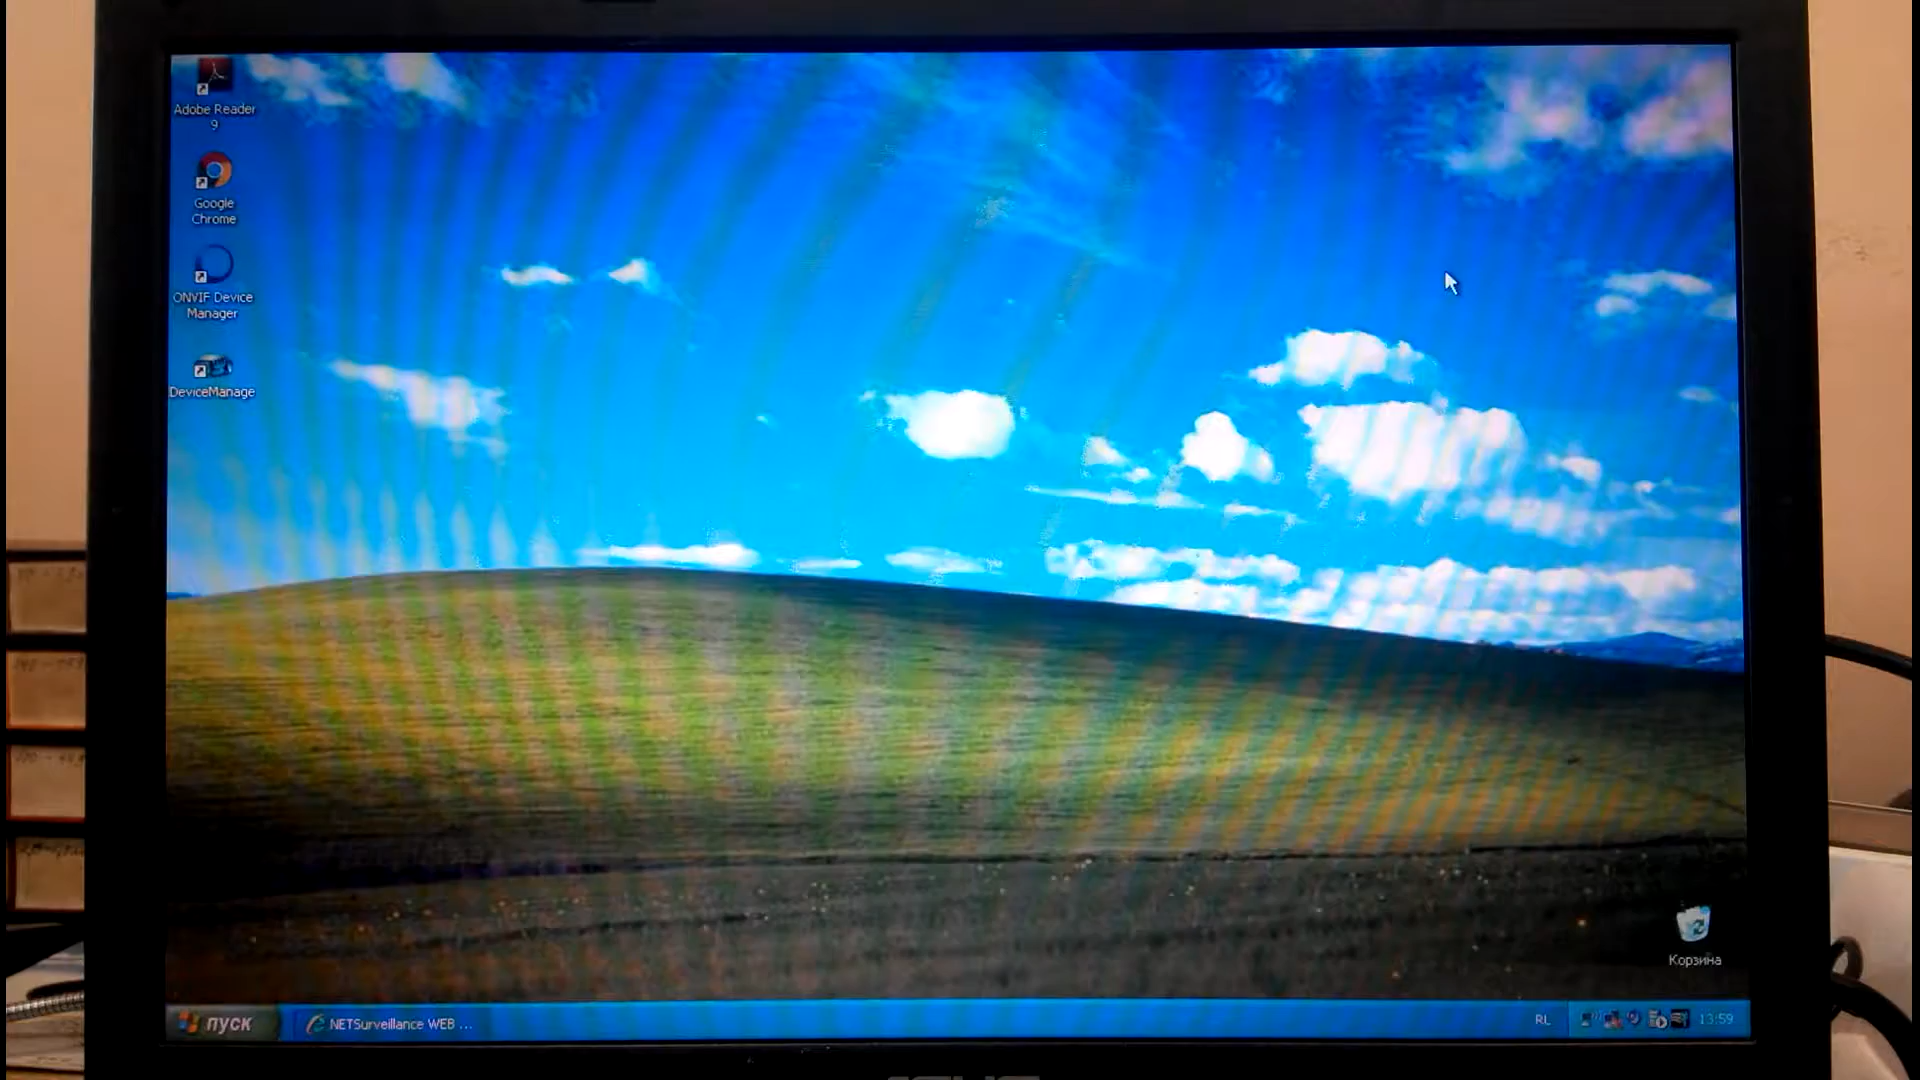 Adobe Reader
9
Google
Chrome
ONVIF Device
Manager
DeviceManage
Корзина
пуск
NETSurveillance WEB ...
RL
13:59